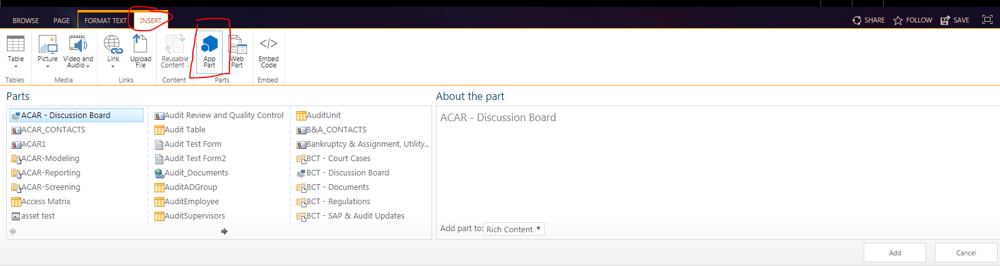 BROWSE PAGE FORMAT TEXT INSERT SHARE FOLLOW SAVE
Table Picture Video and Audio Link Upload File Reusable Content App Part Web Part Embed Code
Tables Media Links Content Parts Embed
Parts
ACAR - Discussion Board
ACAR_CONTACTS
ACAR1
ACAR-Modeling
ACAR-Reporting
ACAR-Screening
Access Matrix
asset test
Audit Review and Quality Control
Audit Table
Audit Test Form
Audit Test Form2
Audit_Documents
AuditADGroup
AuditEmployee
AuditSupervisors
AuditUnit
B&A_CONTACTS
Bankruptcy & Assignment, Utility...
BCT - Court Cases
BCT - Discussion Board
BCT - Documents
BCT - Regulations
BCT - SAP & Audit Updates
About the part
ACAR - Discussion Board
Add part to: Rich Content
Add Cancel